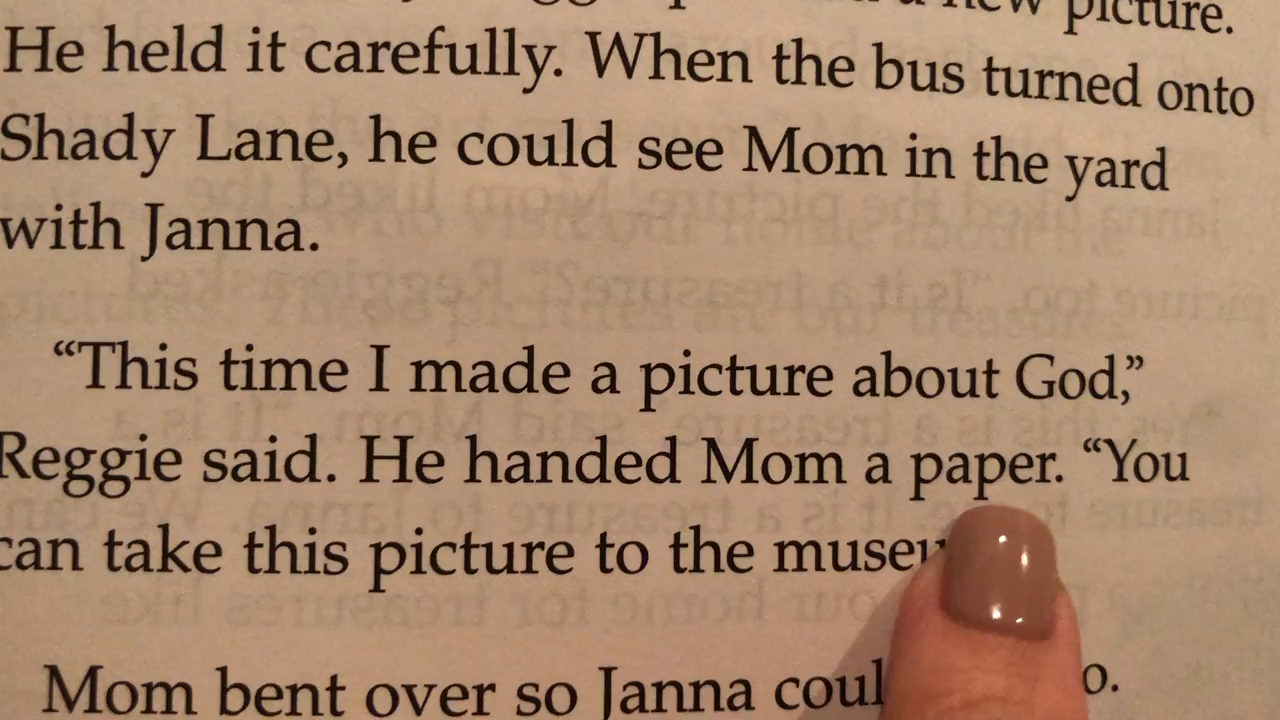 new picture.
He held it carefully. When the bus turned onto
Shady Lane, he could see Mom in the yard
with Janna.
“This time I made a picture about God,”
Reggie said. He handed Mom a paper. “You
can take this picture to the
Mom bent over so Janna